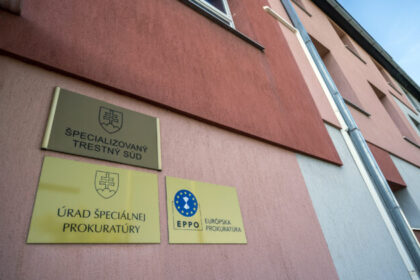 ŠPECIALIZOVANÝ
TRESTNÝ SÚD
ÚRAD ŠPECIÁLNEJ
PROKURATÚRY
EPPO
EURÓPSKA
PROKURATÚRA